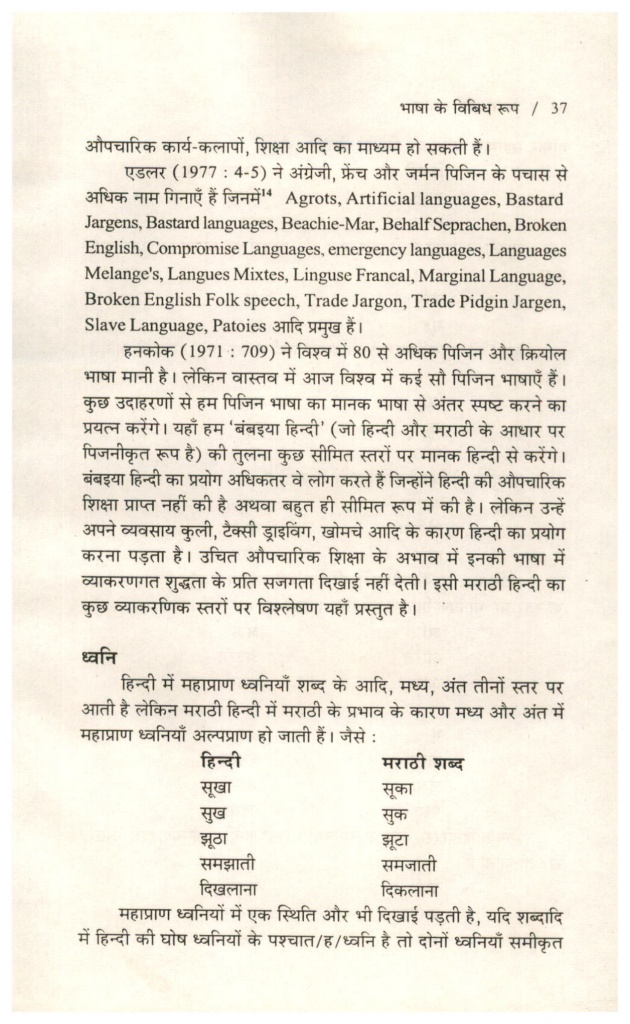 भाषा के विबिध रूप / 37
औपचारिक कार्य-कलापों, शिक्षा आदि का माध्यम हो सकती हैं।
एडलर (1977 : 4-5) ने अंग्रेजी, फ्रेंच और जर्मन पिजिन के पचास से
अधिक नाम गिनाएँ हैं जिनमें¹⁴ Agrots, Artificial languages, Bastard
Jargens, Bastard languages, Beachie-Mar, Behalf Seprachen, Broken
English, Compromise Languages, emergency languages, Languages
Melange's, Langues Mixtes, Linguse Francal, Marginal Language,
Broken English Folk speech, Trade Jargon, Trade Pidgin Jargen,
Slave Language, Patoies आदि प्रमुख हैं।
हनकोक (1971 : 709) ने विश्व में 80 से अधिक पिजिन और क्रियोल
भाषा मानी है। लेकिन वास्तव में आज विश्व में कई सौ पिजिन भाषाएँ हैं।
कुछ उदाहरणों से हम पिजिन भाषा का मानक भाषा से अंतर स्पष्ट करने का
प्रयत्न करेंगे। यहाँ हम ‘बंबइया हिन्दी’ (जो हिन्दी और मराठी के आधार पर
पिजनीकृत रूप है) की तुलना कुछ सीमित स्तरों पर मानक हिन्दी से करेंगे।
बंबइया हिन्दी का प्रयोग अधिकतर वे लोग करते हैं जिन्होंने हिन्दी की औपचारिक
शिक्षा प्राप्त नहीं की है अथवा बहुत ही सीमित रूप में की है। लेकिन उन्हें
अपने व्यवसाय कुली, टैक्सी ड्राइविंग, खोमचे आदि के कारण हिन्दी का प्रयोग
करना पड़ता है। उचित औपचारिक शिक्षा के अभाव में इनकी भाषा में
व्याकरणगत शुद्धता के प्रति सजगता दिखाई नहीं देती। इसी मराठी हिन्दी का
कुछ व्याकरणिक स्तरों पर विश्लेषण यहाँ प्रस्तुत है।
ध्वनि
हिन्दी में महाप्राण ध्वनियाँ शब्द के आदि, मध्य, अंत तीनों स्तर पर
आती है लेकिन मराठी हिन्दी में मराठी के प्रभाव के कारण मध्य और अंत में
महाप्राण ध्वनियाँ अल्पप्राण हो जाती हैं। जैसे :
हिन्दी मराठी शब्द
सूखा सूका
सुख सुक
झूठा झूटा
समझाती समजाती
दिखलाना दिकलाना
महाप्राण ध्वनियों में एक स्थिति और भी दिखाई पड़ती है, यदि शब्दादि
में हिन्दी की घोष ध्वनियों के पश्चात/ह/ध्वनि है तो दोनों ध्वनियाँ समीकृत